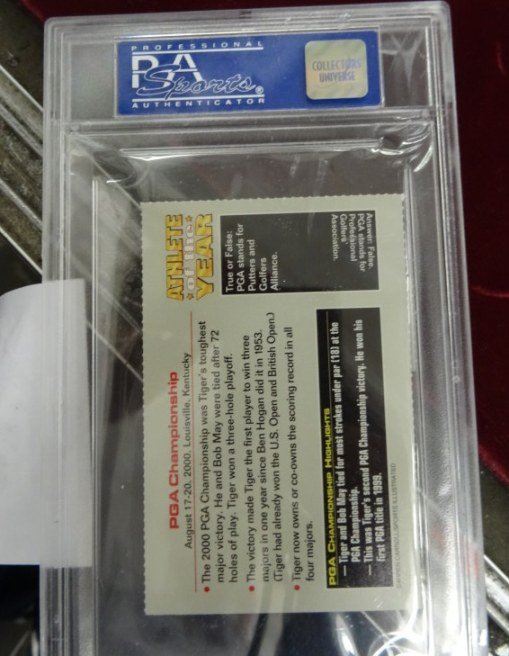 PROFESSIONAL
PSA
Sports®
AUTHENTICATOR
COLLECTORS
UNIVERSE
PGA Championship
August 17-20, 2000, Louisville, Kentucky
• The 2000 PGA Championship was Tiger's toughest
major victory. He and Bob May were tied after 72
holes of play. Tiger won a three-hole playoff.
• The victory made Tiger the first player to win three
majors in one year since Ben Hogan did it in 1953.
(Tiger had already won the U.S. Open and British Open.)
• Tiger now owns or co-owns the scoring record in all
four majors.
PGA CHAMPIONSHIP HIGHLIGHTS
— Tiger and Bob May tied for most strokes under par (18) at the
PGA Championship.
— This was Tiger's second PGA Championship victory. He won his
first PGA title in 1999.
SPORTS ILLUSTRATED
ATHLETE
of the
YEAR
True or False:
PGA stands for
Putters and
Golfers
Alliance.
Answer: False.
PGA stands for
Professional
Golfers'
Association.